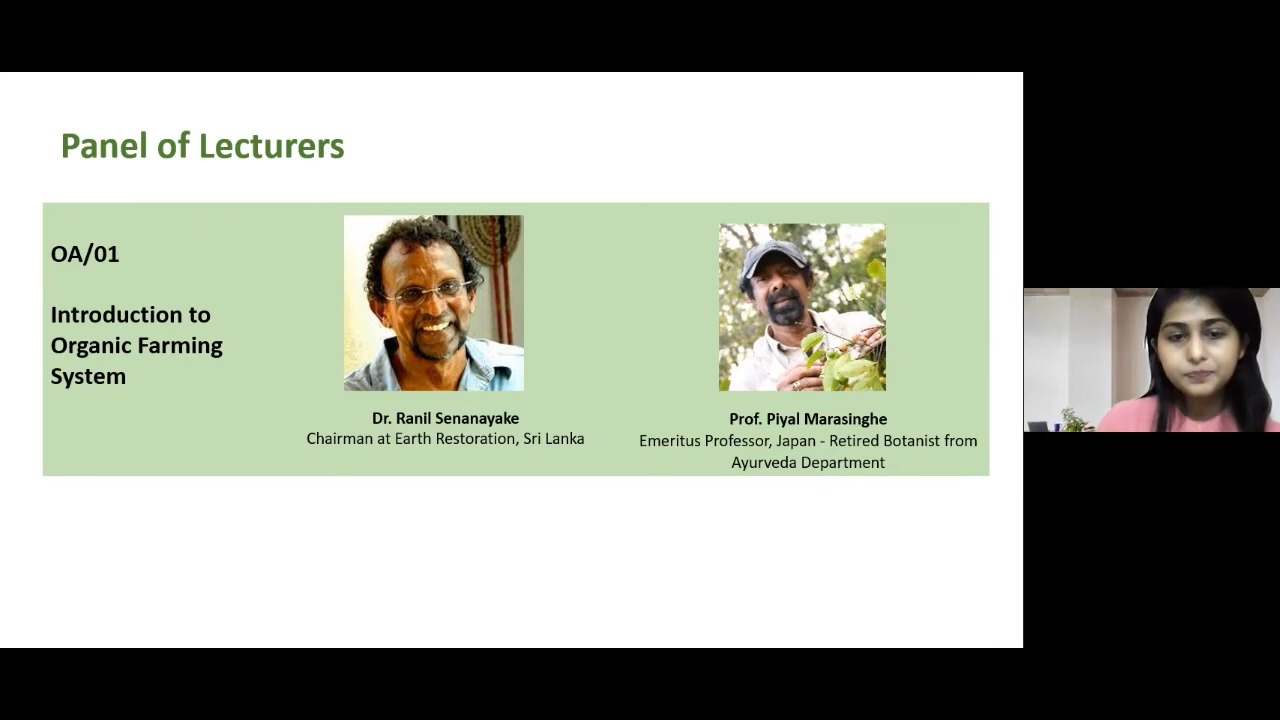 Panel of Lecturers
OA/01
Introduction to
Organic Farming
System
Dr. Ranil Senanayake
Chairman at Earth Restoration, Sri Lanka
Prof. Piyal Marasinghe
Emeritus Professor, Japan - Retired Botanist from
Ayurveda Department